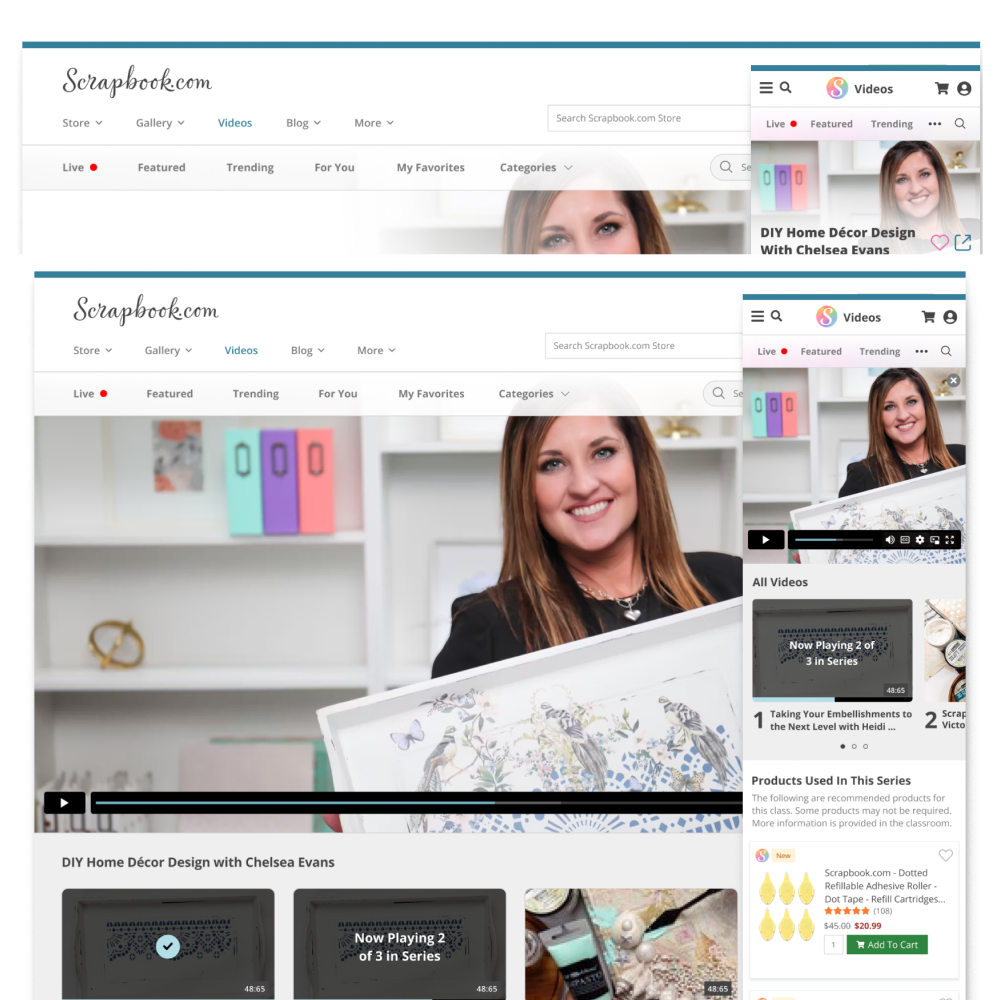 Scrapbook.com
Store Gallery Videos Blog More
Search Scrapbook.com Store
Live Featured Trending For You My Favorites Categories
Se
Videos
Live Featured Trending
DIY Home Décor Design
With Chelsea Evans
Scrapbook.com
Store Gallery Videos Blog More
Search Scrapbook.com Store
Live Featured Trending For You My Favorites Categories
Se
DIY Home Décor Design with Chelsea Evans
48:65
Now Playing 2
of 3 in Series
48:65
48:65
Videos
Live Featured Trending
All Videos
Now Playing 2 of
3 in Series
48:65
1 Taking Your Embellishments to
the Next Level with Heidi ...
2 Scrap
Victo
Products Used In This Series
The following are recommended products for
this class. Some products may not be required.
More information is provided in the classroom.
New
Scrapbook.com - Dotted
Refillable Adhesive Roller -
Dot Tape - Refill Cartridges...
(108)
$45.00 $20.99
1 Add To Cart